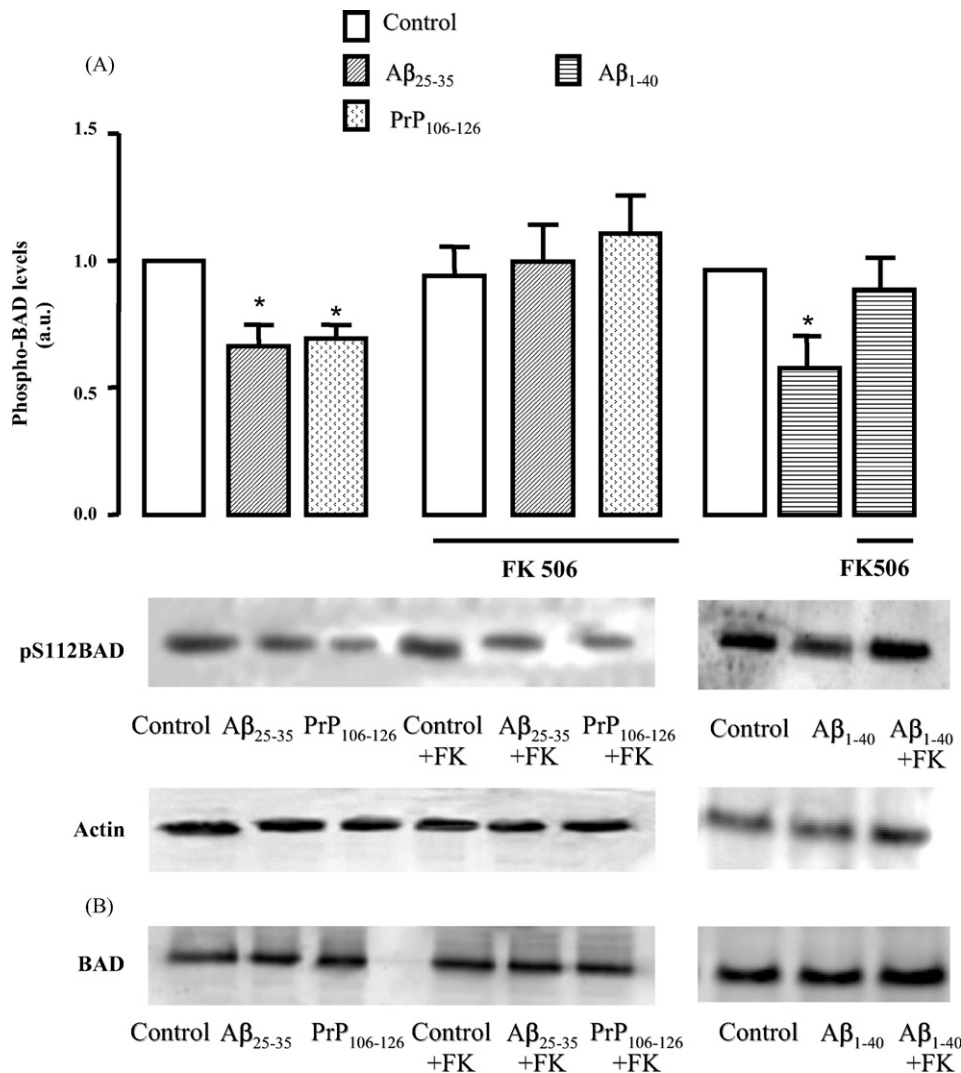 Control
(A)
Aβ25-35
Aβ1-40
PrP106-126
1.5
1.0
0.5
0.0
Phospho-BAD levels
(a.u.)
*
*
*
FK 506
FK506
pS112BAD
Control Aβ25-35 PrP106-126 Control Aβ25-35 PrP106-126
+FK +FK +FK
Control Aβ1-40 Aβ1-40
+FK
Actin
(B)
BAD
Control Aβ25-35 PrP106-126 Control Aβ25-35 PrP106-126
+FK +FK +FK
Control Aβ1-40 Aβ1-40
+FK